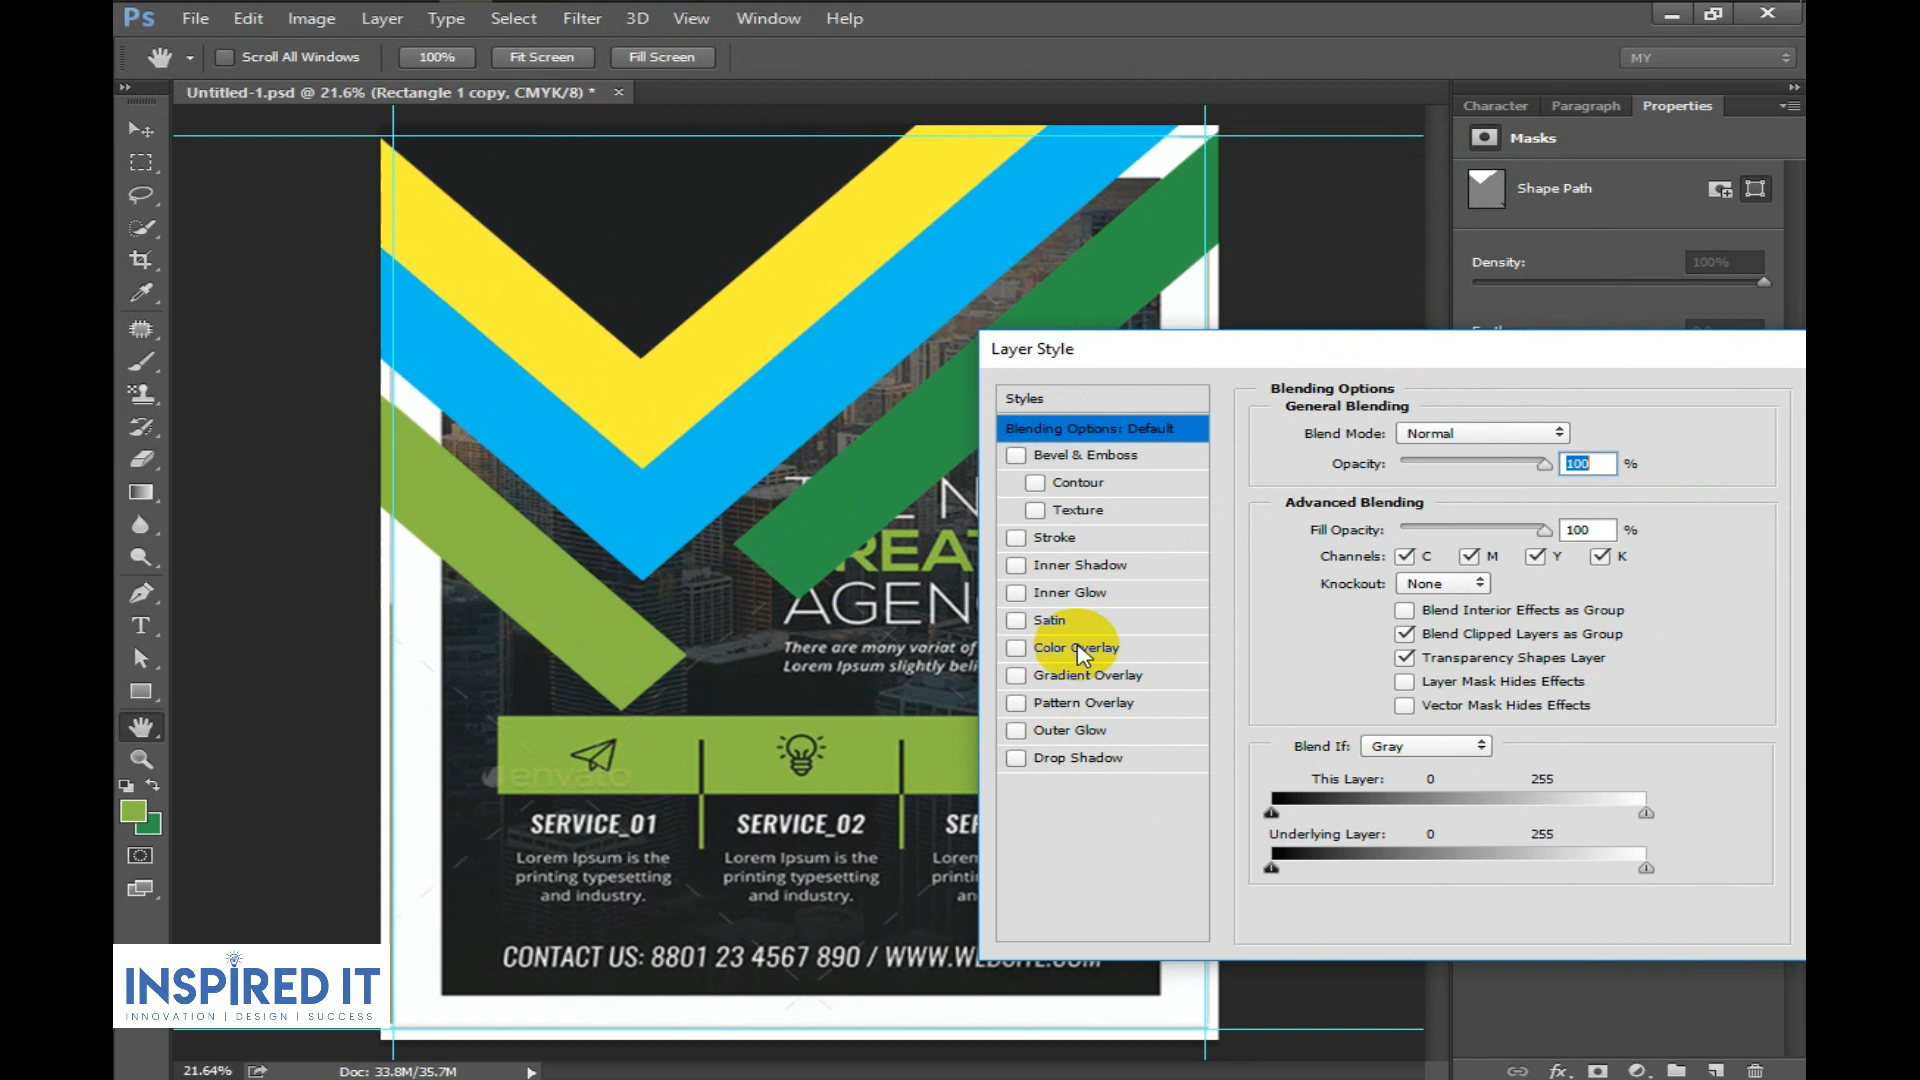 Ps File Edit Image Layer Type Select Filter 3D View Window Help
Scroll All Windows 100% Fit Screen Fill Screen MY
Untitled-1.psd @ 21.6% (Rectangle 1 copy, CMYK/8) * ×
Character Paragraph Properties
Masks
Shape Path
Density: 100%
Layer Style
Styles
Blending Options: Default
Bevel & Emboss
Contour
Texture
Stroke
Inner Shadow
Inner Glow
Satin
Color Overlay
Gradient Overlay
Pattern Overlay
Outer Glow
Drop Shadow
Blending Options
General Blending
Blend Mode: Normal
Opacity: 100 %
Advanced Blending
Fill Opacity: 100 %
Channels: C M Y K
Knockout: None
Blend Interior Effects as Group
Blend Clipped Layers as Group
Transparency Shapes Layer
Layer Mask Hides Effects
Vector Mask Hides Effects
Blend If: Gray
This Layer: 0 255
Underlying Layer: 0 255
envato
SERVICE_01
Lorem Ipsum is the
printing typesetting
and industry.
SERVICE_02
Lorem Ipsum is the
printing typesetting
and industry.
There are many variat of
Lorem Ipsum slightly beli
CONTACT US: 8801 23 4567 890 /
INSPIRED IT
INNOVATION | DESIGN | SUCCESS
21.64% Doc: 33.8M/35.7M